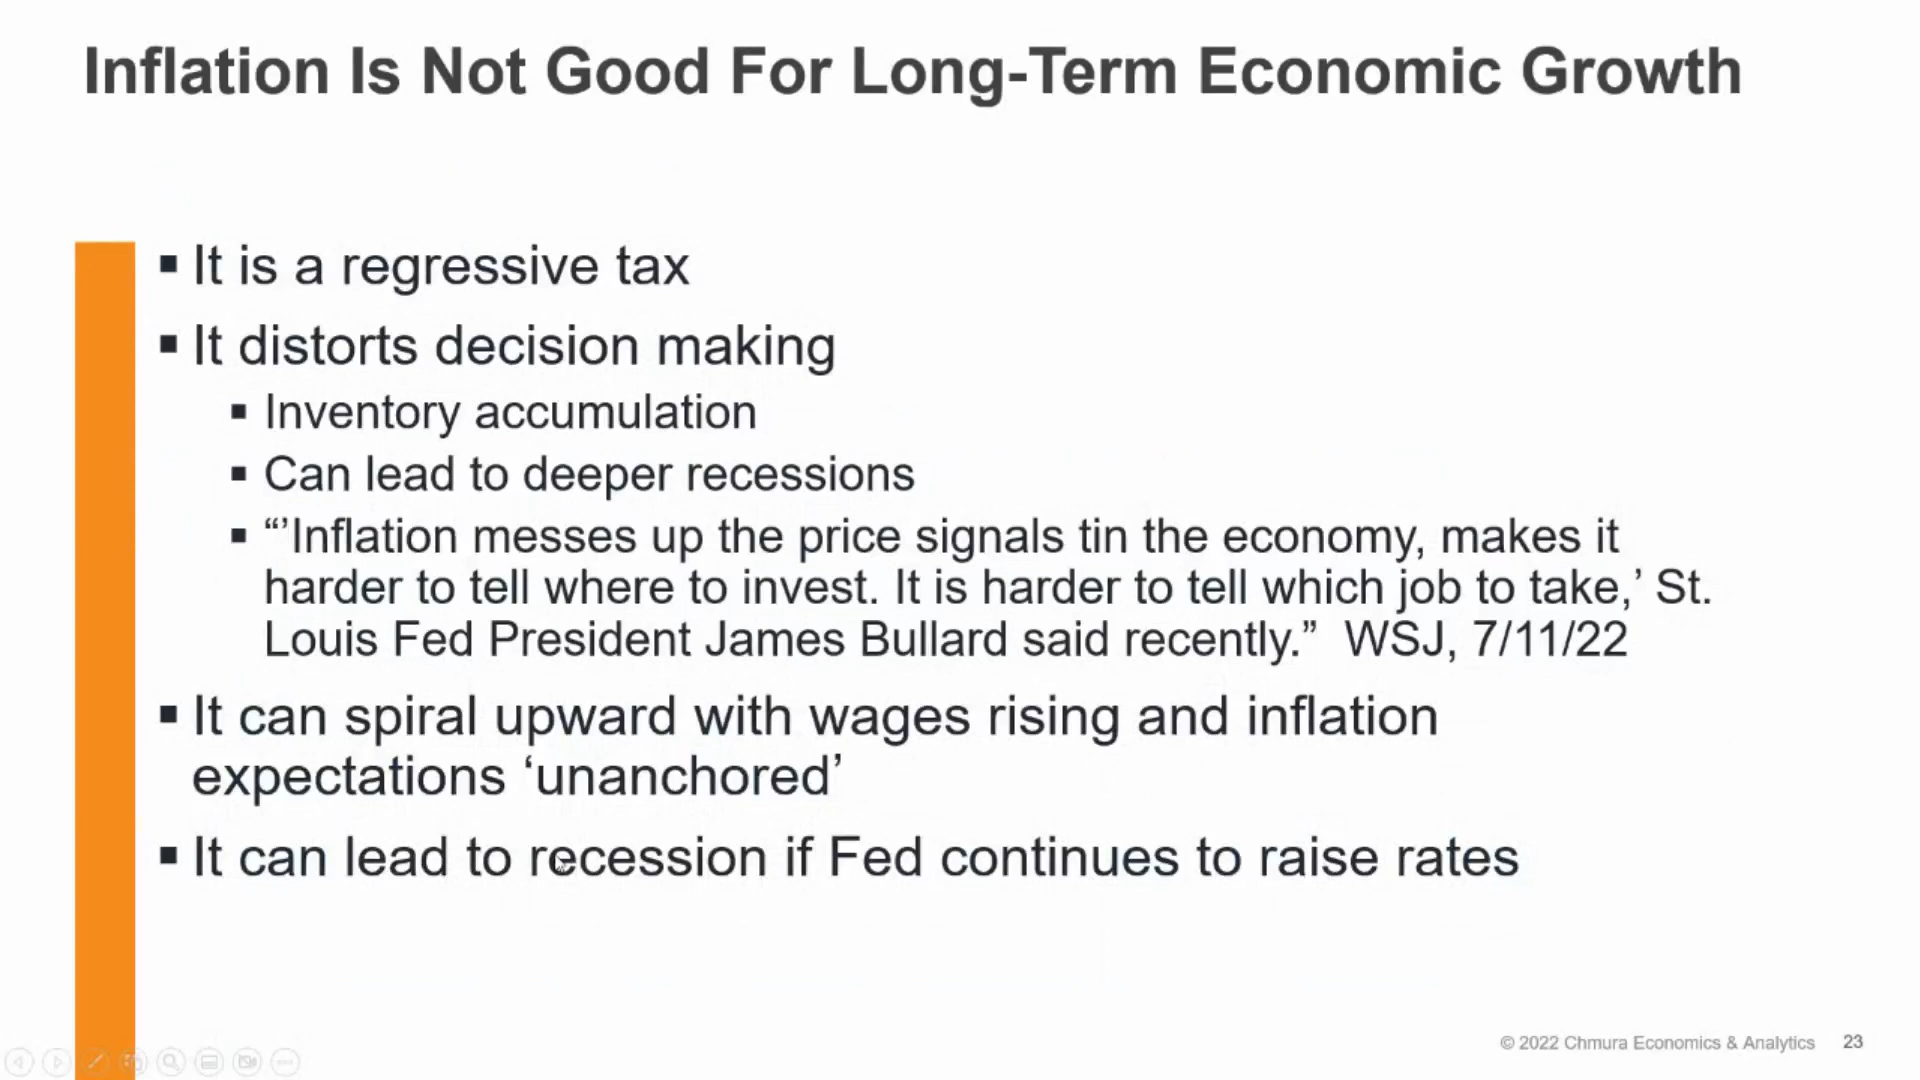 Inflation Is Not Good For Long-Term Economic Growth
▪ It is a regressive tax
▪ It distorts decision making
▪ Inventory accumulation
▪ Can lead to deeper recessions
▪ “’Inflation messes up the price signals tin the economy, makes it
harder to tell where to invest. It is harder to tell which job to take,’ St.
Louis Fed President James Bullard said recently.”  WSJ, 7/11/22
▪ It can spiral upward with wages rising and inflation
expectations ‘unanchored’
▪ It can lead to recession if Fed continues to raise rates
© 2022 Chmura Economics & Analytics 23